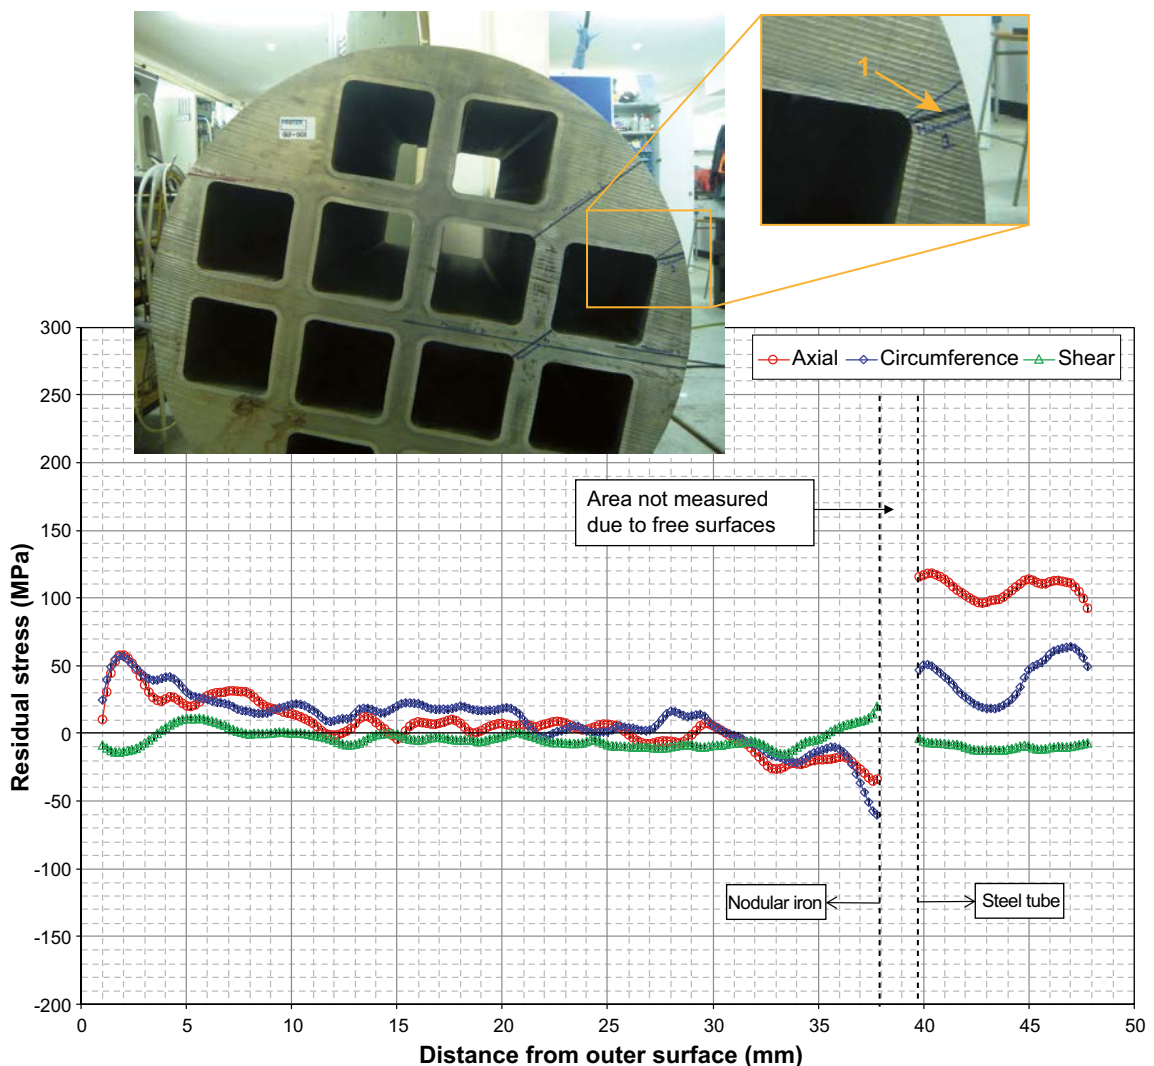 1
300
250
200
150
100
50
0
-50
-100
-150
-200
Residual stress (MPa)
Axial Circumference Shear
Area not measured
due to free surfaces
Nodular iron
Steel tube
0 5 10 15 20 25 30 35 40 45 50
Distance from outer surface (mm)